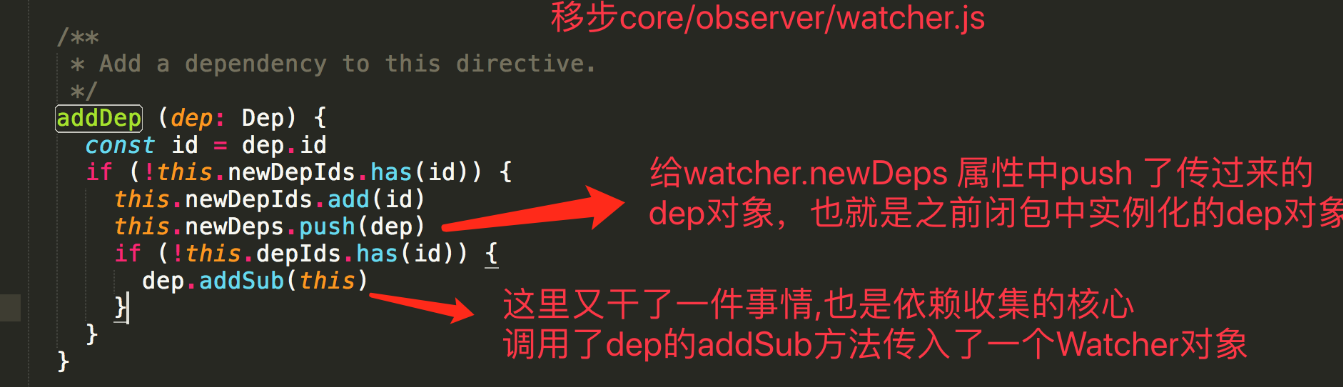 移步core/observer/watcher.js
/**
* Add a dependency to this directive.
*/
addDep (dep: Dep) {
const id = dep.id
if (!this.newDepIds.has(id)) {
this.newDepIds.add(id)
this.newDeps.push(dep)
if (!this.depIds.has(id)) {
dep.addSub(this)
}
}
}
给watcher.newDeps 属性中push 了传过来的
dep对象，也就是之前闭包中实例化的dep对象
这里又干了一件事情,也是依赖收集的核心
调用了dep的addSub方法传入了一个Watcher对象